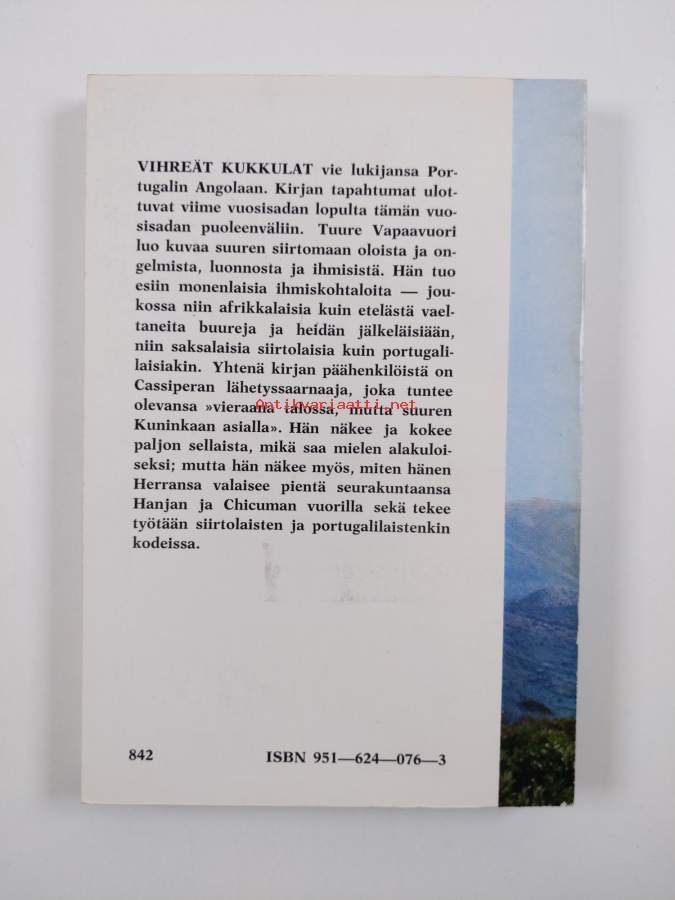 VIHREÄT KUKKULAT vie lukijansa Por-
tugalin Angolaan. Kirjan tapahtumat ulot-
tuvat viime vuosisadan lopulta tämän vuo-
sisadan puoleenväliin. Tuure Vapaavuori
luo kuvaa suuren siirtomaan oloista ja on-
gelmista, luonnosta ja ihmisistä. Hän tuo
esiin monenlaisia ihmiskohtaloita — jou-
kossa niin afrikkalaisia kuin etelästä vael-
taneita buureja ja heidän jälkeläisiään,
niin saksalaisia siirtolaisia kuin portugali-
laisiakin. Yhtenä kirjan päähenkilöistä on
Cassiperan lähetyssaarnaaja, joka tuntee
olevansa »vieraalla talossa, mutta suuren
Antikvariaatti.net
Kuninkaan asialla». Hän näkee ja kokee
paljon sellaista, mikä saa mielen alakuloi-
seksi; mutta hän näkee myös, miten hänen
Herransa valaisee pientä seurakuntaansa
Hanjan ja Chicuman vuorilla sekä tekee
työtään siirtolaisten ja portugalilaistenkin
kodeissa.
842 ISBN 951—624—076—3